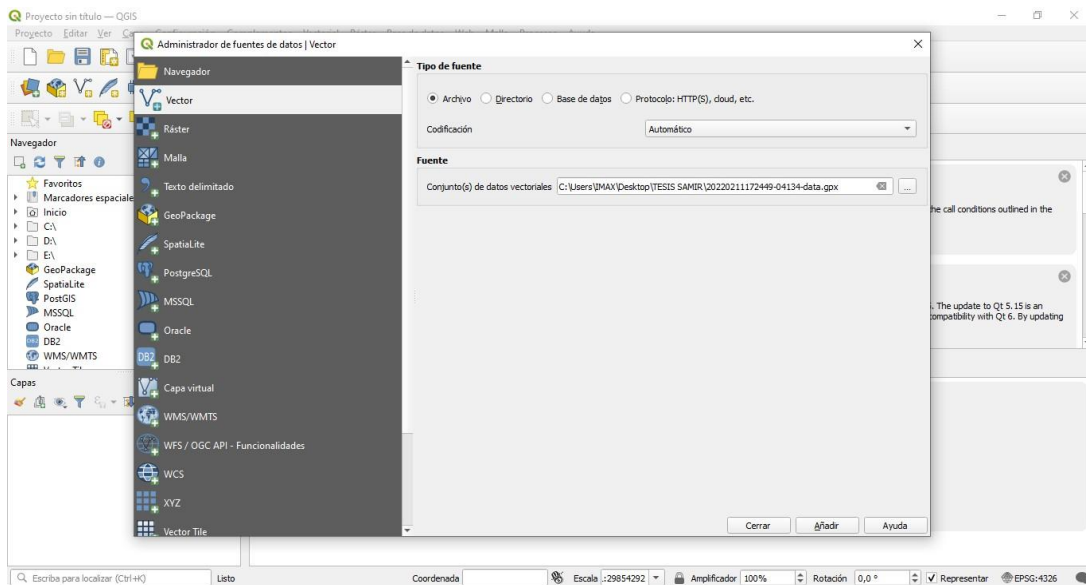 Proyecto sin título — QGIS
Proyecto Editar Ver
Administrador de fuentes de datos | Vector
Navegador
Vector
Ráster
Malla
Texto delimitado
GeoPackage
SpatiaLite
PostgreSQL
MSSQL
Oracle
DB2
DB2
Capa virtual
WMS/WMTS
WFS / OGC API - Funcionalidades
WCS
XYZ
Vector Tile
Tipo de fuente
Archivo Directorio Base de datos Protocolo: HTTP(S), cloud, etc.
Codificación Automático
Fuente
Conjunto(s) de datos vectoriales C:\Users\IMAX\Desktop\TESIS SAMIR\20220211172449-04134-data.gpx ...
Cerrar Añadir Ayuda
Navegador
Favoritos
Marcadores espaciale
Inicio
C:\
D:\
E:\
GeoPackage
SpatiaLite
PostGIS
MSSQL
Oracle
DB2
WMS/WMTS
Capas
he call conditions outlined in the
. The update to Qt 5.15 is an
compatibility with Qt 6. By updating
Escriba para localizar (Ctrl+K) Listo Coordenada Escala :29854292 Amplificador 100% Rotación 0,0 ° Representar EPSG:4326